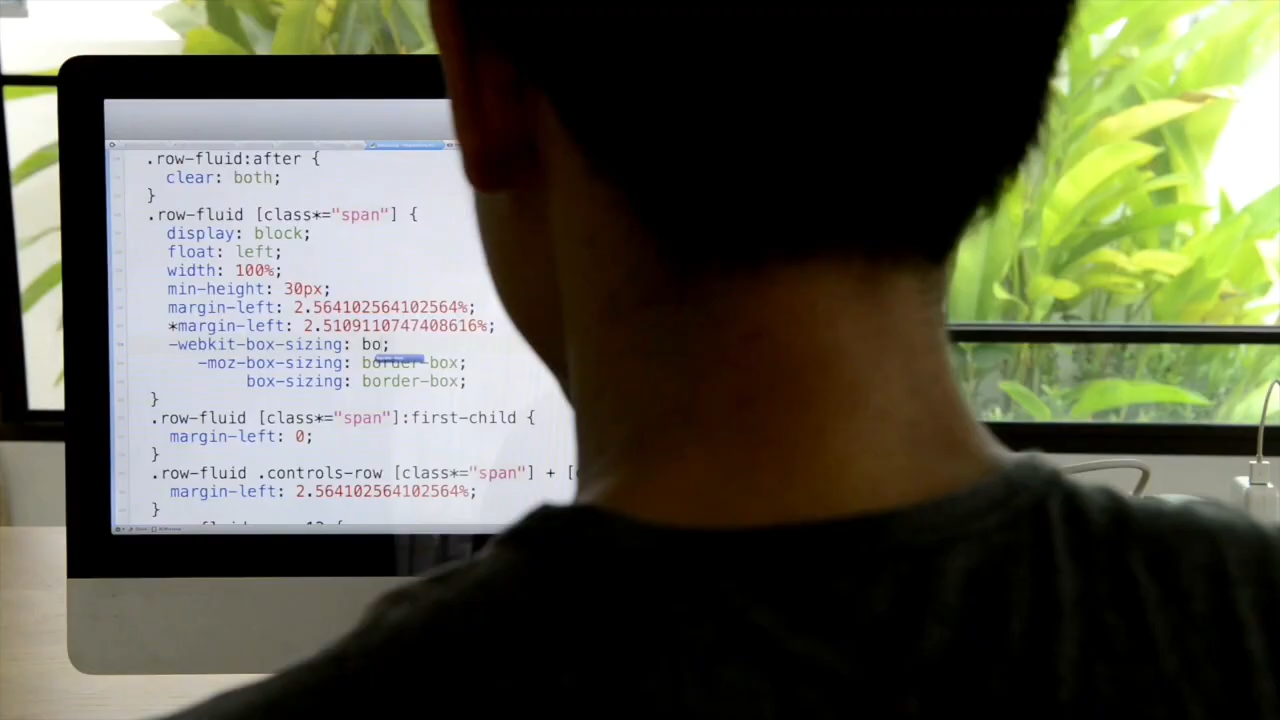 .row-fluid:after {
clear: both;
}
.row-fluid [class*="span"] {
display: block;
float: left;
width: 100%;
min-height: 30px;
margin-left: 2.564102564102564%;
*margin-left: 2.5109110747408616%;
-webkit-box-sizing: bo;
-moz-box-sizing: border-box;
box-sizing: border-box;
}
.row-fluid [class*="span"]:first-child {
margin-left: 0;
}
.row-fluid .controls-row [class*="span"] + [
margin-left: 2.564102564102564%;
}